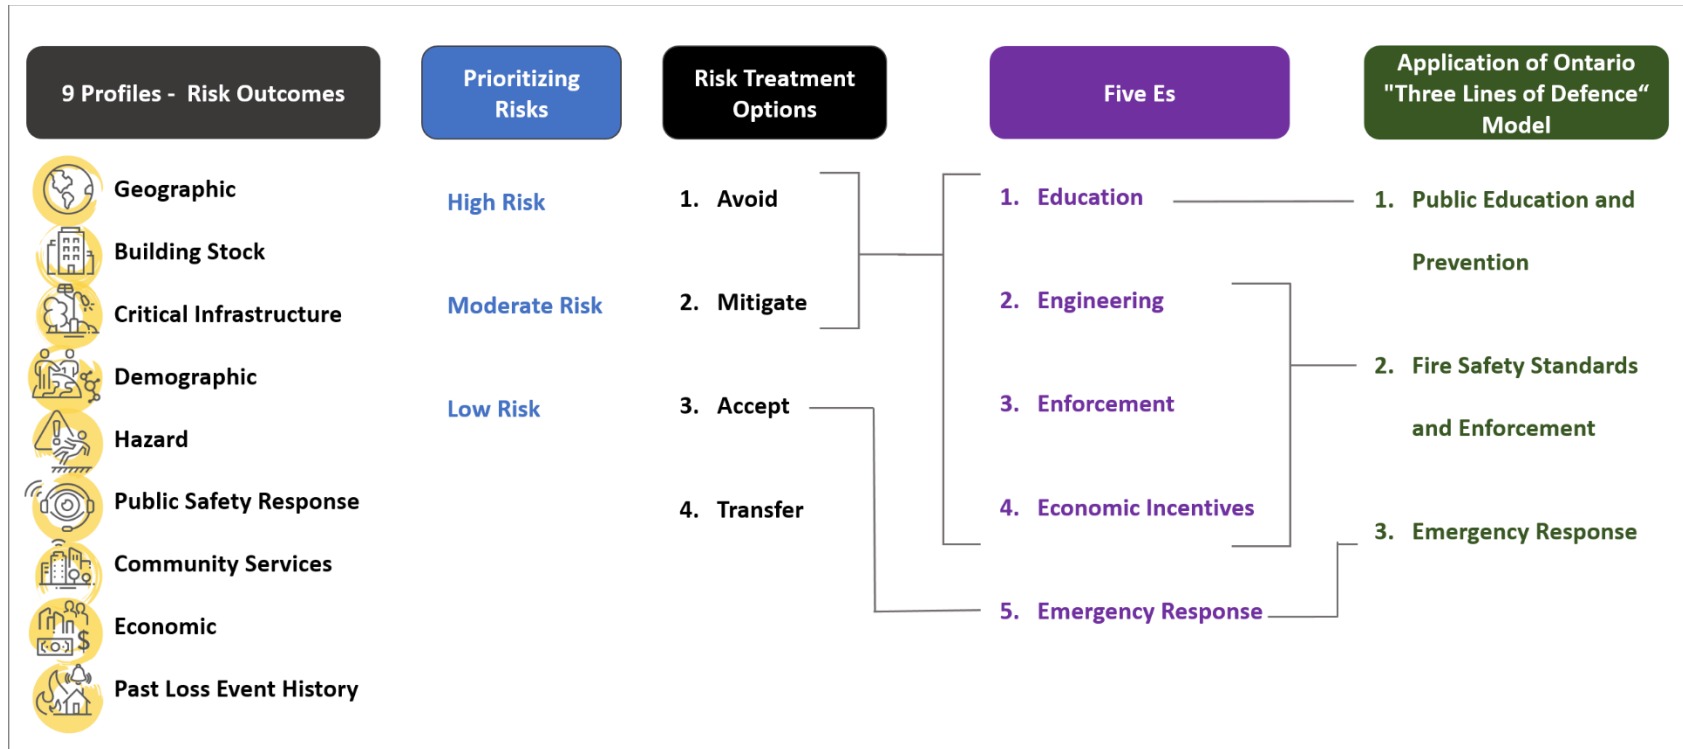 9 Profiles - Risk Outcomes
Geographic
Building Stock
Critical Infrastructure
Demographic
Hazard
Public Safety Response
Community Services
Economic
Past Loss Event History
Prioritizing
Risks
High Risk
Moderate Risk
Low Risk
Risk Treatment
Options
1. Avoid
2. Mitigate
3. Accept
4. Transfer
Five Es
1. Education
2. Engineering
3. Enforcement
4. Economic Incentives
5. Emergency Response
Application of Ontario
"Three Lines of Defence“
Model
1. Public Education and
Prevention
2. Fire Safety Standards
and Enforcement
3. Emergency Response